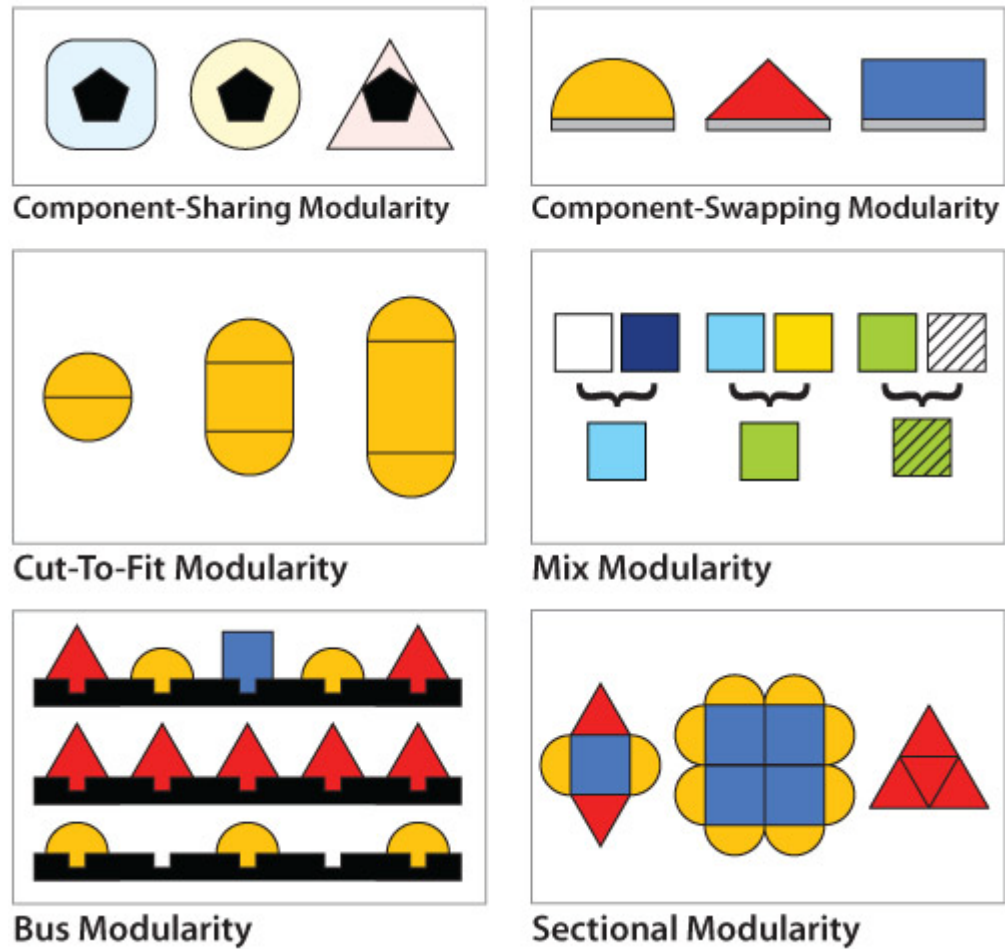 Component-Sharing Modularity
Component-Swapping Modularity
Cut-To-Fit Modularity
Mix Modularity
Bus Modularity
Sectional Modularity